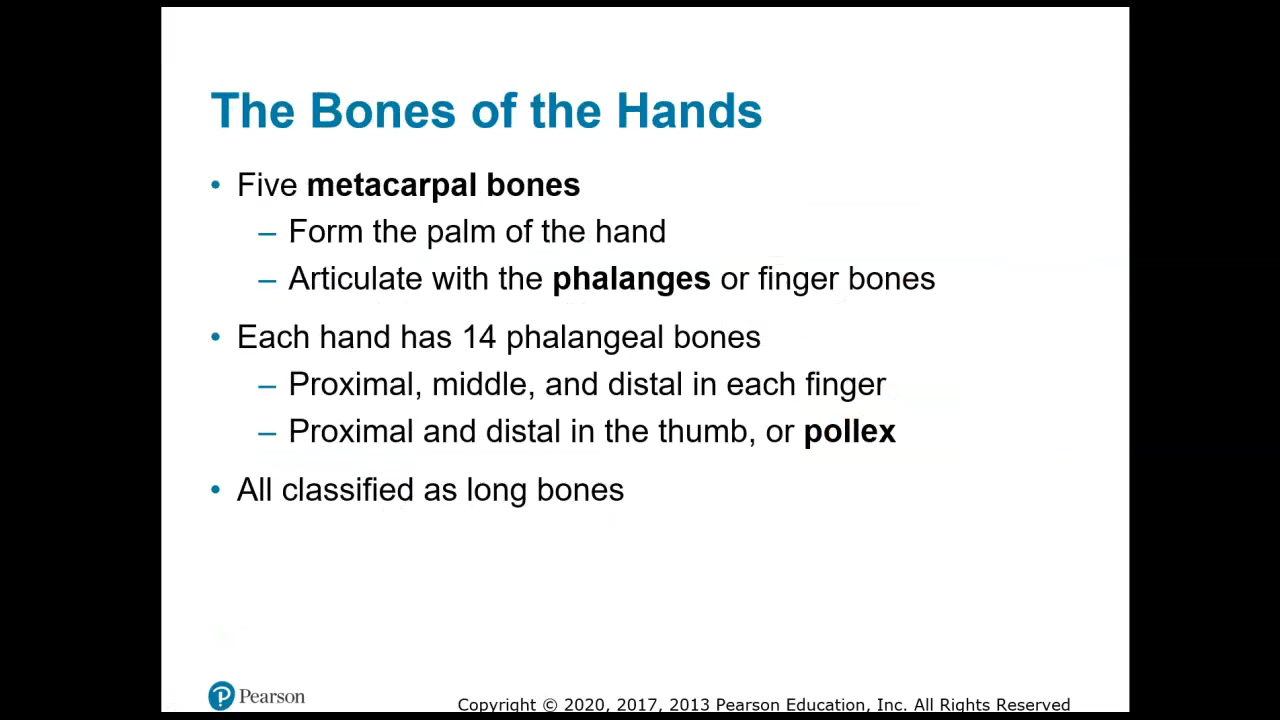 The Bones of the Hands
• Five metacarpal bones
– Form the palm of the hand
– Articulate with the phalanges or finger bones
• Each hand has 14 phalangeal bones
– Proximal, middle, and distal in each finger
– Proximal and distal in the thumb, or pollex
• All classified as long bones
Pearson
Copyright © 2020, 2017, 2013 Pearson Education, Inc. All Rights Reserved